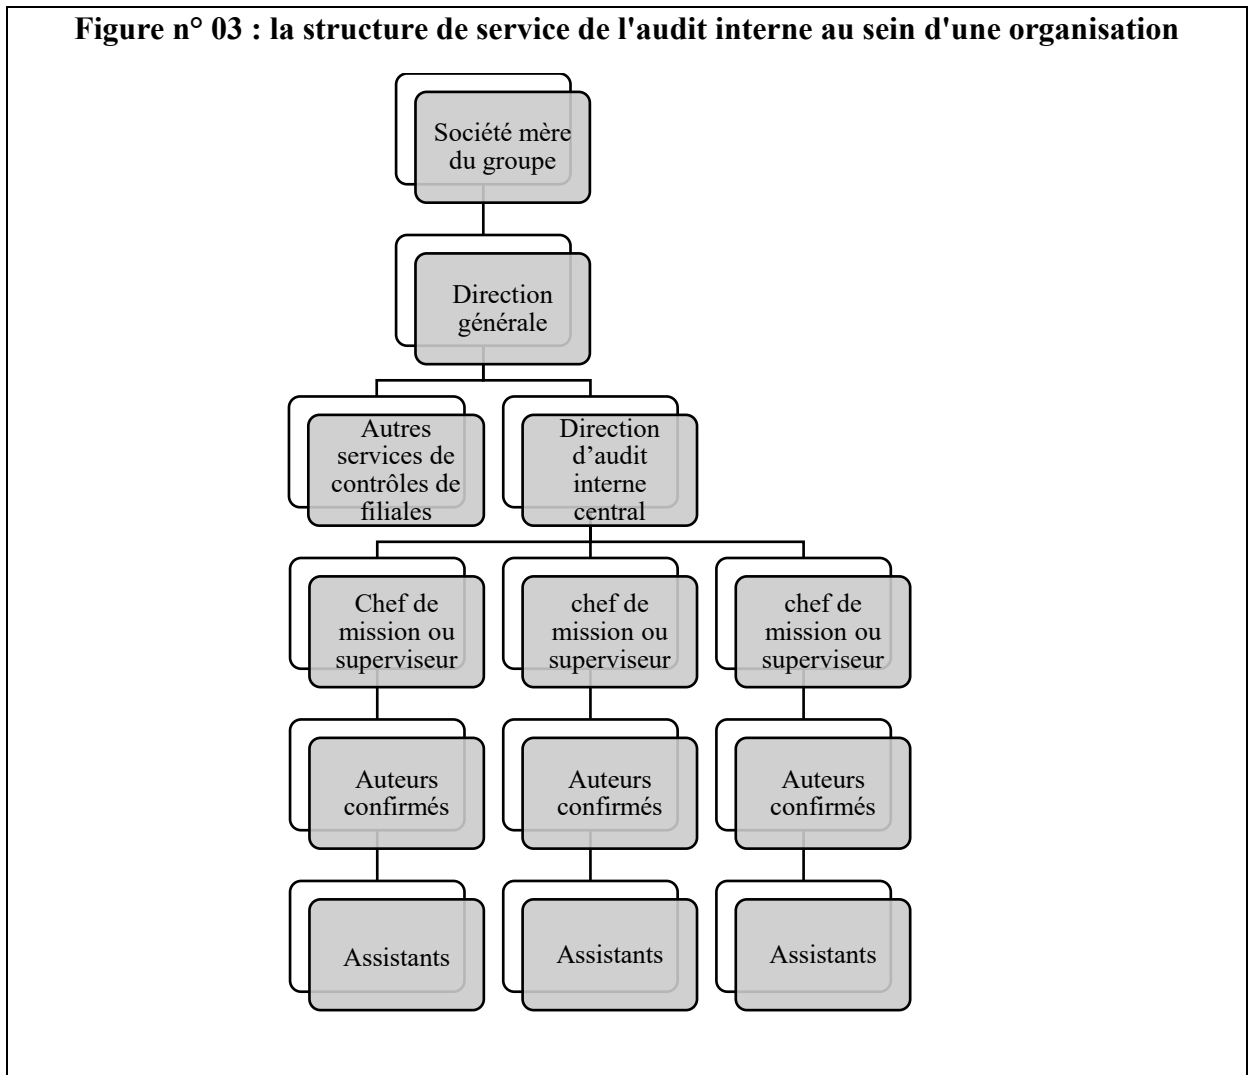 Figure n° 03 : la structure de service de l'audit interne au sein d'une organisation
Société mère
du groupe
Direction
générale
Autres
services de
contrôles de
filiales
Direction
d’audit
interne
central
Chef de
mission ou
superviseur
chef de
mission ou
superviseur
chef de
mission ou
superviseur
Auteurs
confirmés
Auteurs
confirmés
Auteurs
confirmés
Assistants
Assistants
Assistants